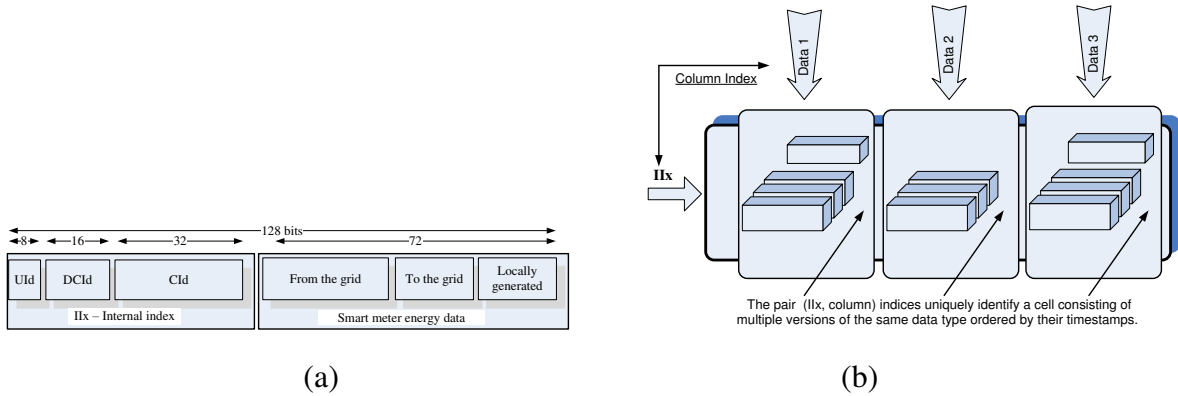 128 bits
8
16
32
72
UId
DCId
CId
From the grid
To the grid
Locally
generated
IIx – Internal index
Smart meter energy data
(a)
Data 1
Data 2
Data 3
Column Index
IIx
The pair (IIx, column) indices uniquely identify a cell consisting of
multiple versions of the same data type ordered by their timestamps.
(b)